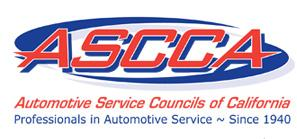 ASCCA
Automotive Service Councils of California
Professionals in Automotive Service ~ Since 1940